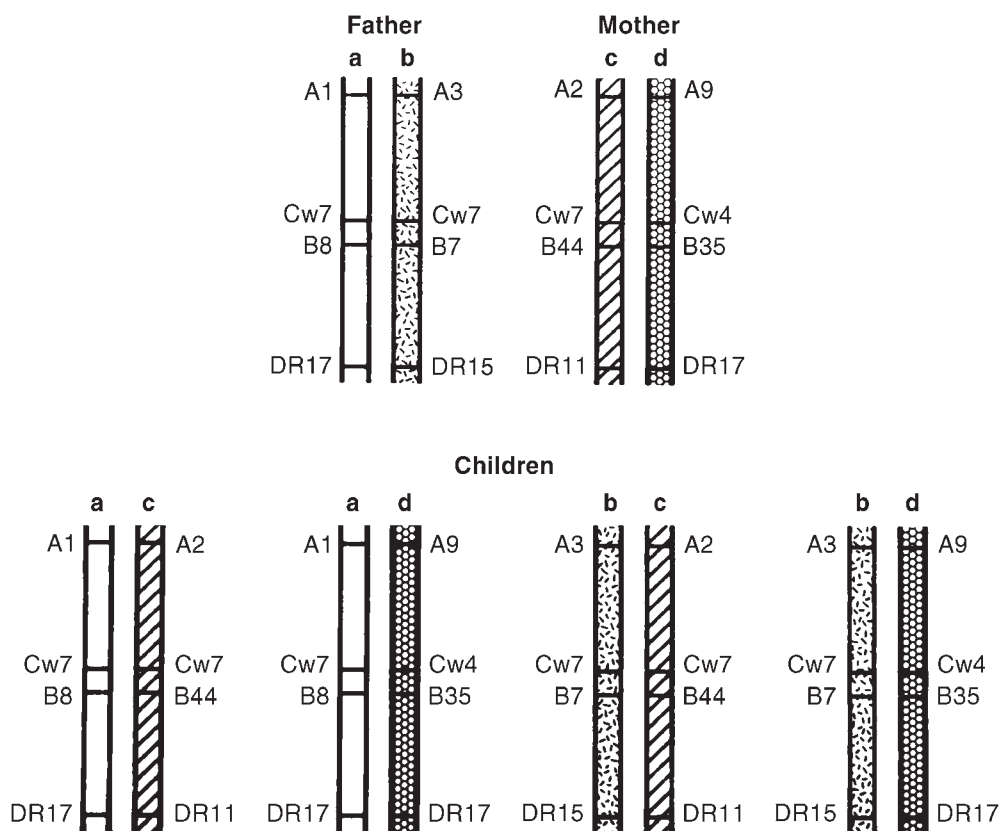 Father Mother
a b c d
A1 A3 A2 A9
Cw7 Cw7 Cw7 Cw4
B8 B7 B44 B35
DR17 DR15 DR11 DR17
Children
a c a d b c b d
A1 A2 A1 A9 A3 A2 A3 A9
Cw7 Cw7 Cw7 Cw4 Cw7 Cw7 Cw7 Cw4
B8 B44 B8 B35 B7 B44 B7 B35
DR17 DR11 DR17 DR17 DR15 DR11 DR15 DR17